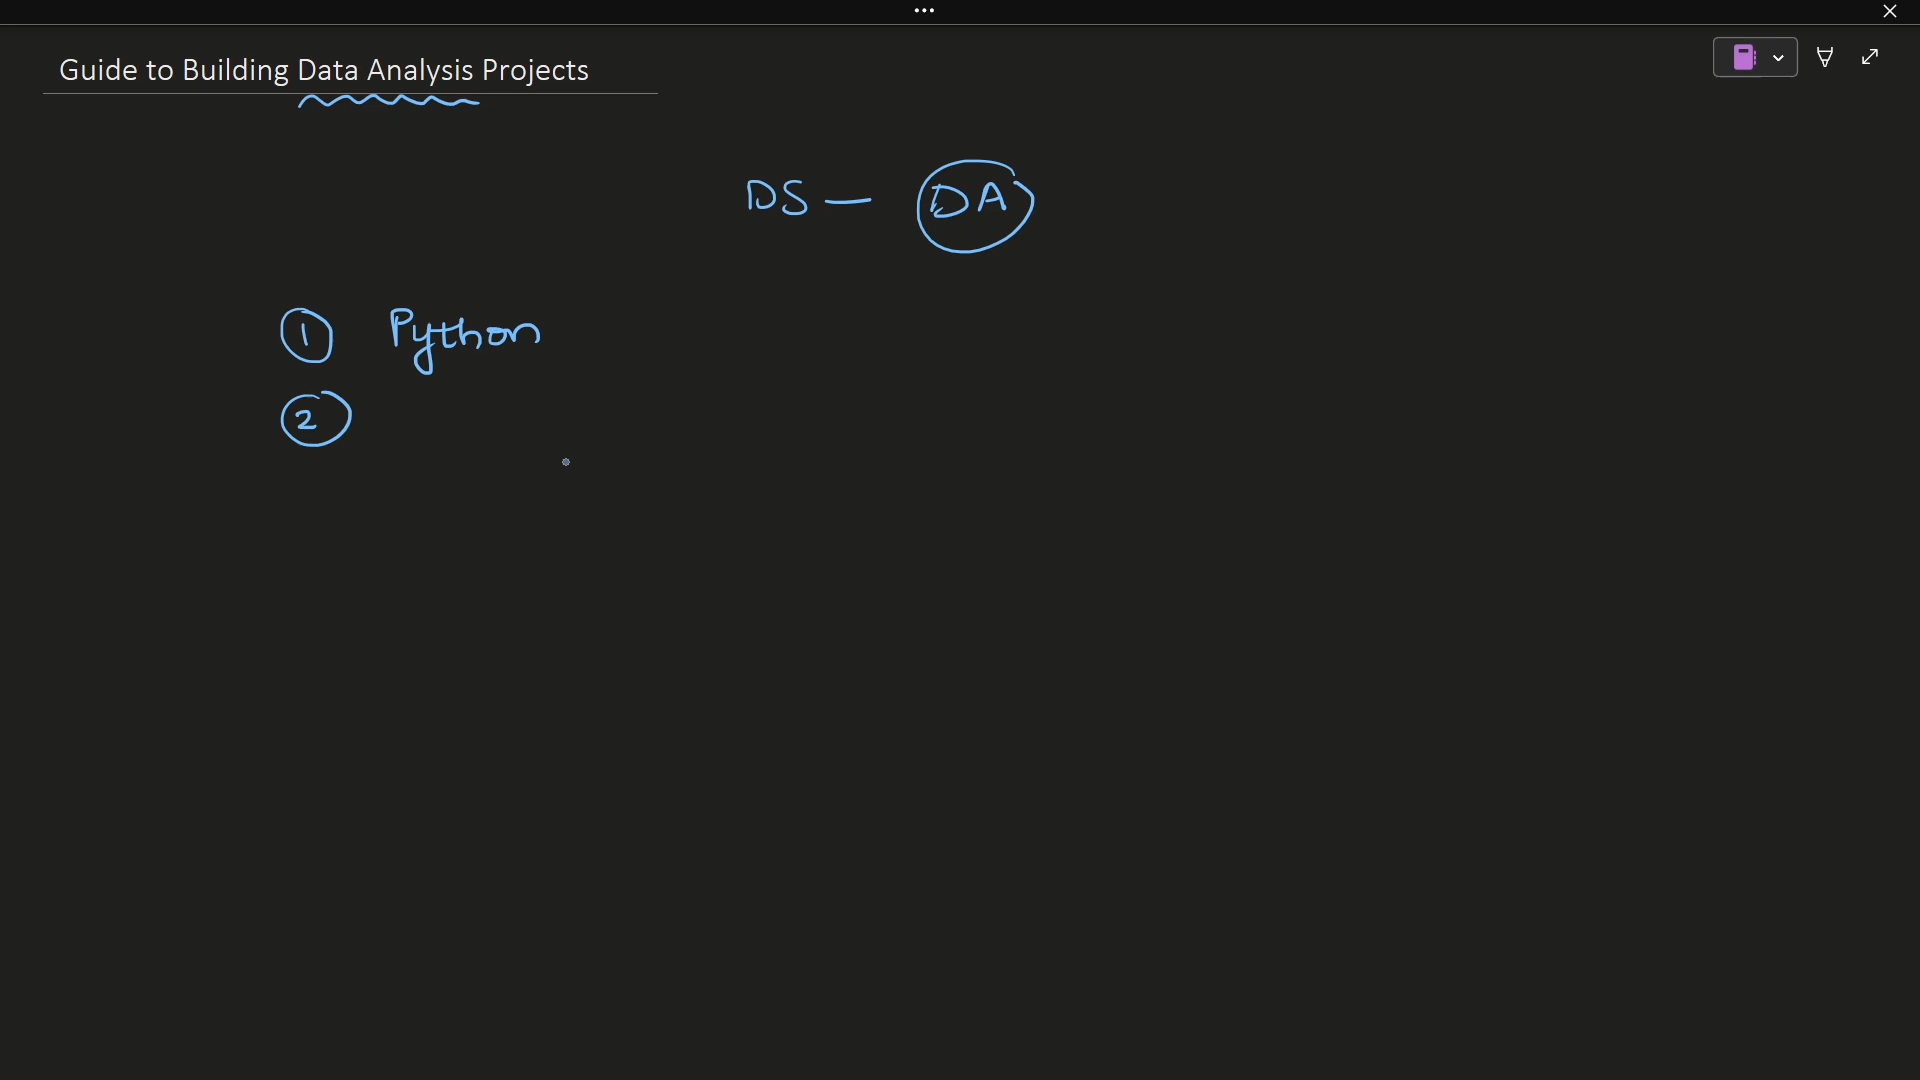 Guide to Building Data Analysis Projects
DS — DA
1 Python
2